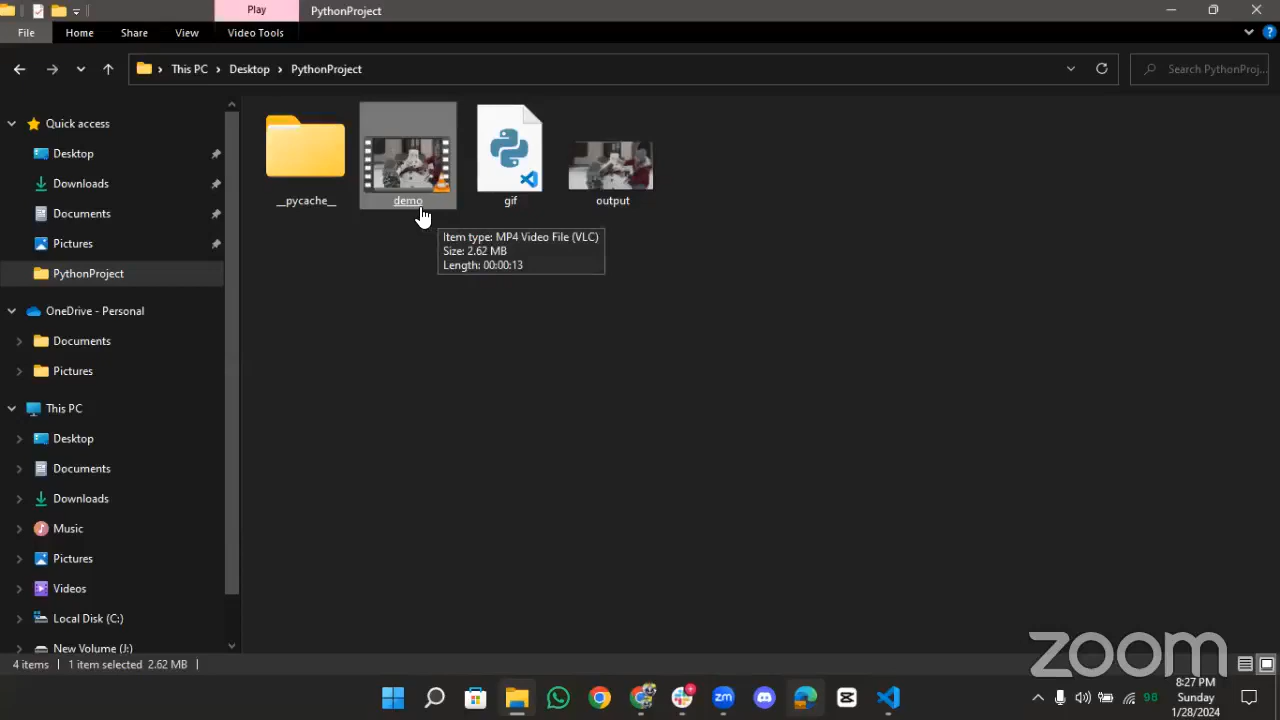 Play
PythonProject
File
Home
Share
View
Video Tools
This PC
Desktop
PythonProject
Search PythonProj...
Quick access
Desktop
Downloads
Documents
Pictures
PythonProject
OneDrive - Personal
Documents
Pictures
This PC
Desktop
Documents
Downloads
Music
Pictures
Videos
Local Disk (C:)
New Volume (J:)
__pycache__
demo
gif
output
Item type: MP4 Video File (VLC)
Size: 2.62 MB
Length: 00:00:13
zoom
4 items
1 item selected 2.62 MB
zm
98
8:27 PM
Sunday
1/28/2024